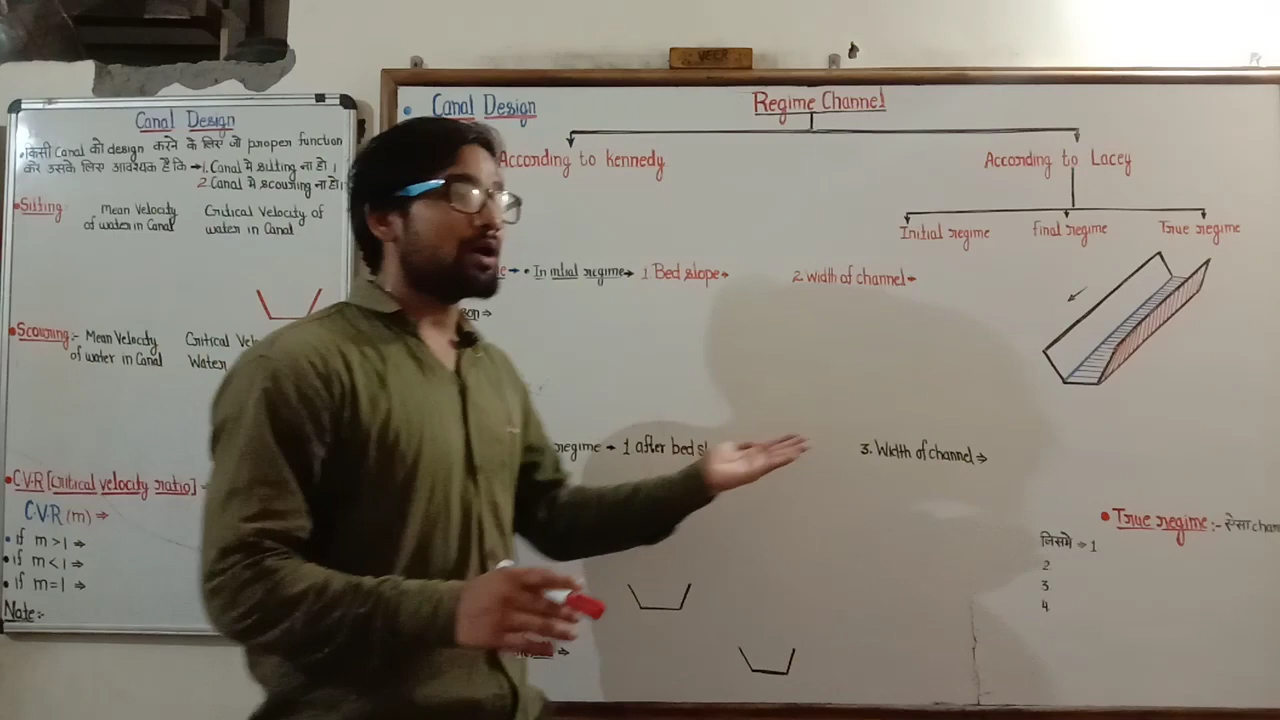 Canal Design
• किसी Canal को design करने के लिए जो proper function
करे उसके लिए आवश्यक है कि → 1. Canal मे silting ना हो।
2. Canal मे scouring ना हो।
• Silting
Mean Velocity
of water in Canal
Critical Velocity of
water in Canal
• Scouring:- Mean Velocity
of water in Canal
Critical
Water
• C.V.R [Critical velocity ratio]
C.V.R (m) ⇒
• if m > 1 ⇒
• if m < 1 ⇒
• if m = 1 ⇒
Note:-
VEER
• Canal Design
Regime Channel
According to Kennedy
According to Lacey
Initial regime
final regime
True regime
• In intial regime → 1 Bed slope →
2 width of channel →
regime → 1 after bed
3. Width of channel ⇒
• True regime :- ऐसा
जिसमे ⇒ 1
2
3.
4.